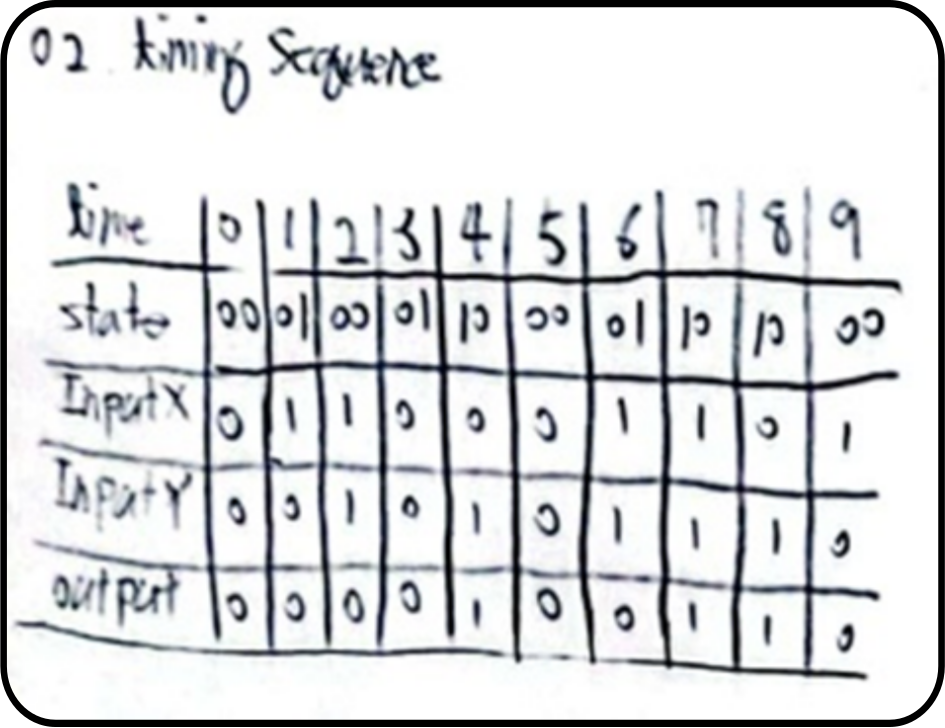 02 timing Sequence
time 0 1 2 3 4 5 6 7 8 9
state 00 01 00 01 10 00 01 10 10 00
Input X 0 1 1 0 0 0 1 1 0 1
Input Y 0 0 1 0 1 0 1 1 1 0
output 0 0 0 0 1 0 0 1 1 0